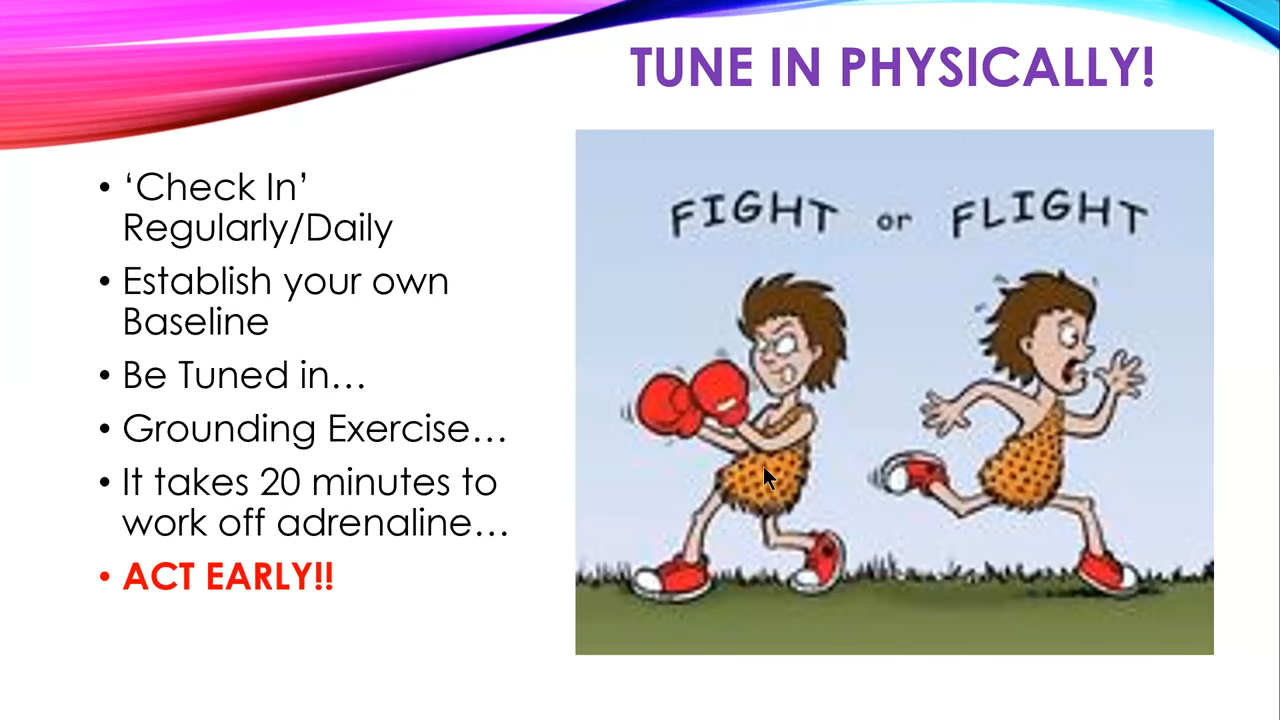 TUNE IN PHYSICALLY!
• ‘Check In’
Regularly/Daily
• Establish your own
Baseline
• Be Tuned in…
• Grounding Exercise…
• It takes 20 minutes to
work off adrenaline…
• ACT EARLY!!
FIGHT or FLIGHT